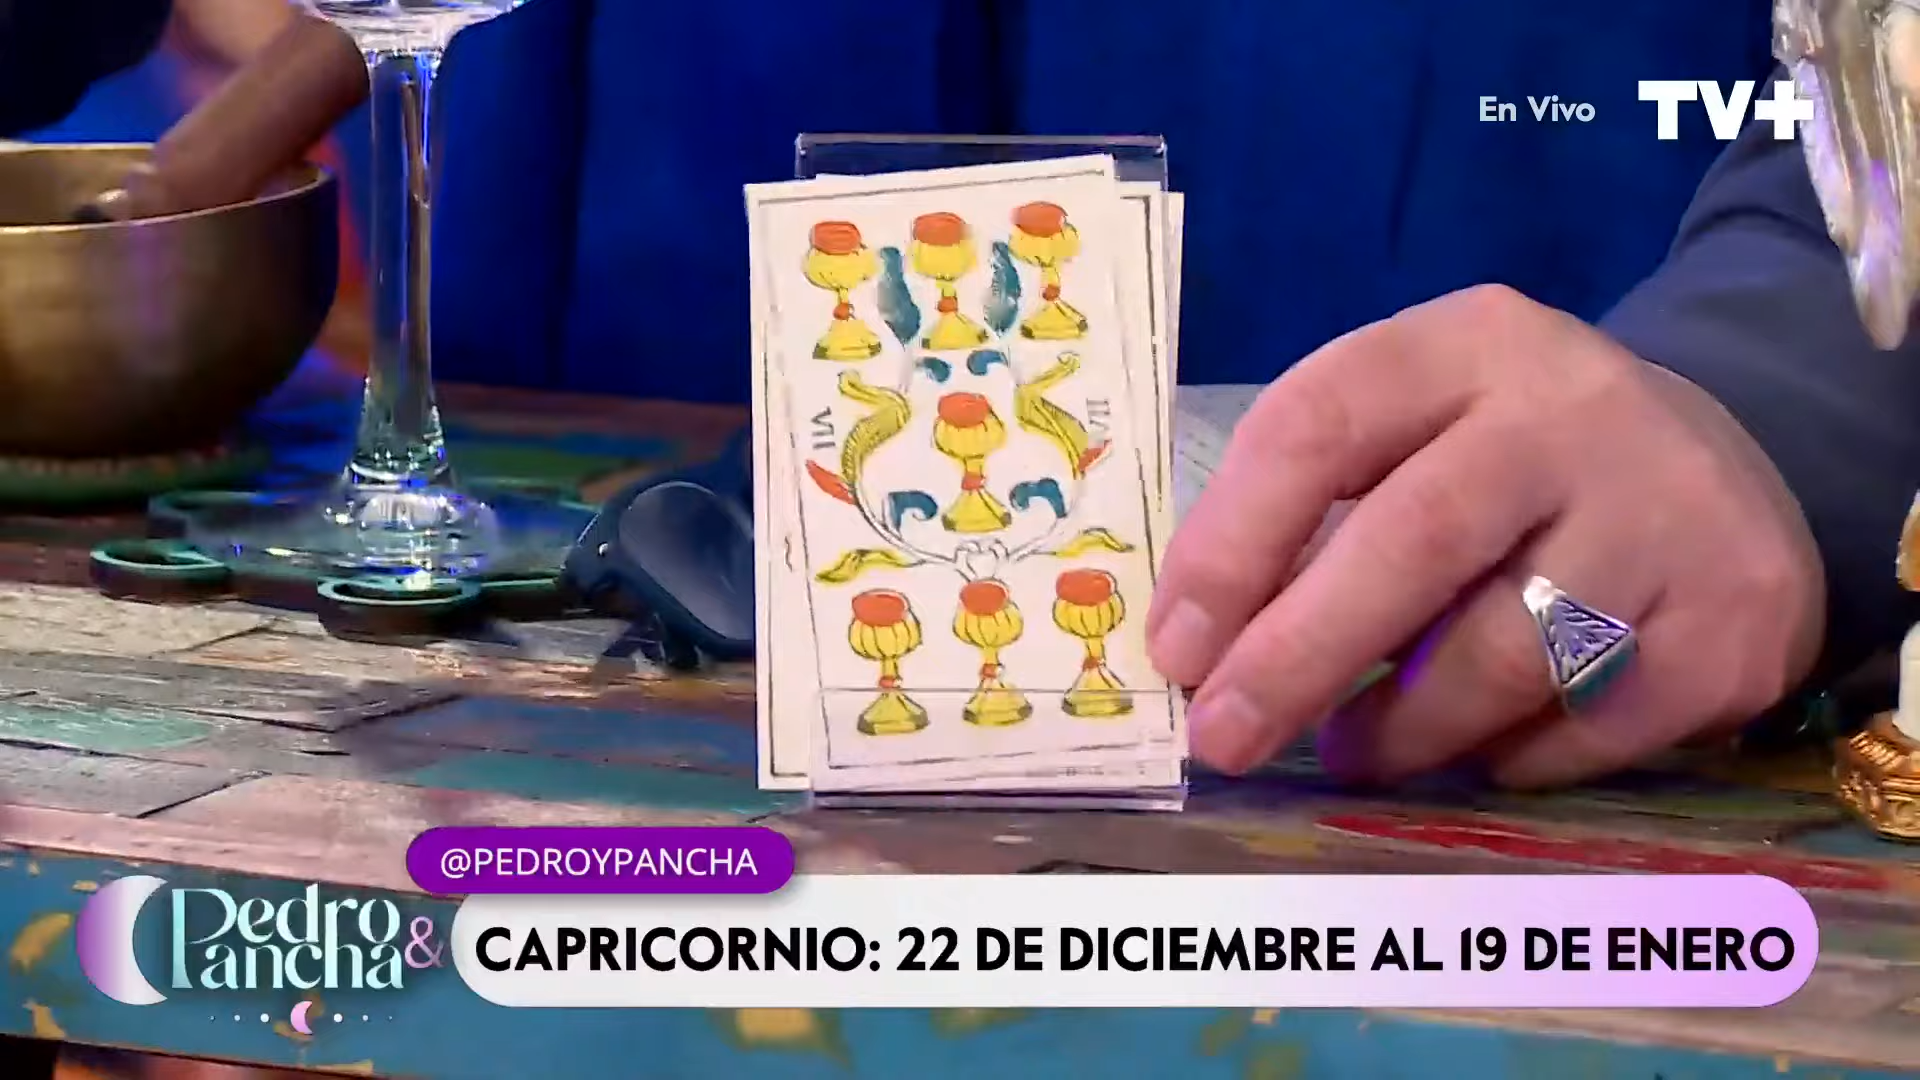 En Vivo TV+
VII VII
@PEDROYPANCHA
Pedro & Pancha
CAPRICORNIO: 22 DE DICIEMBRE AL 19 DE ENERO